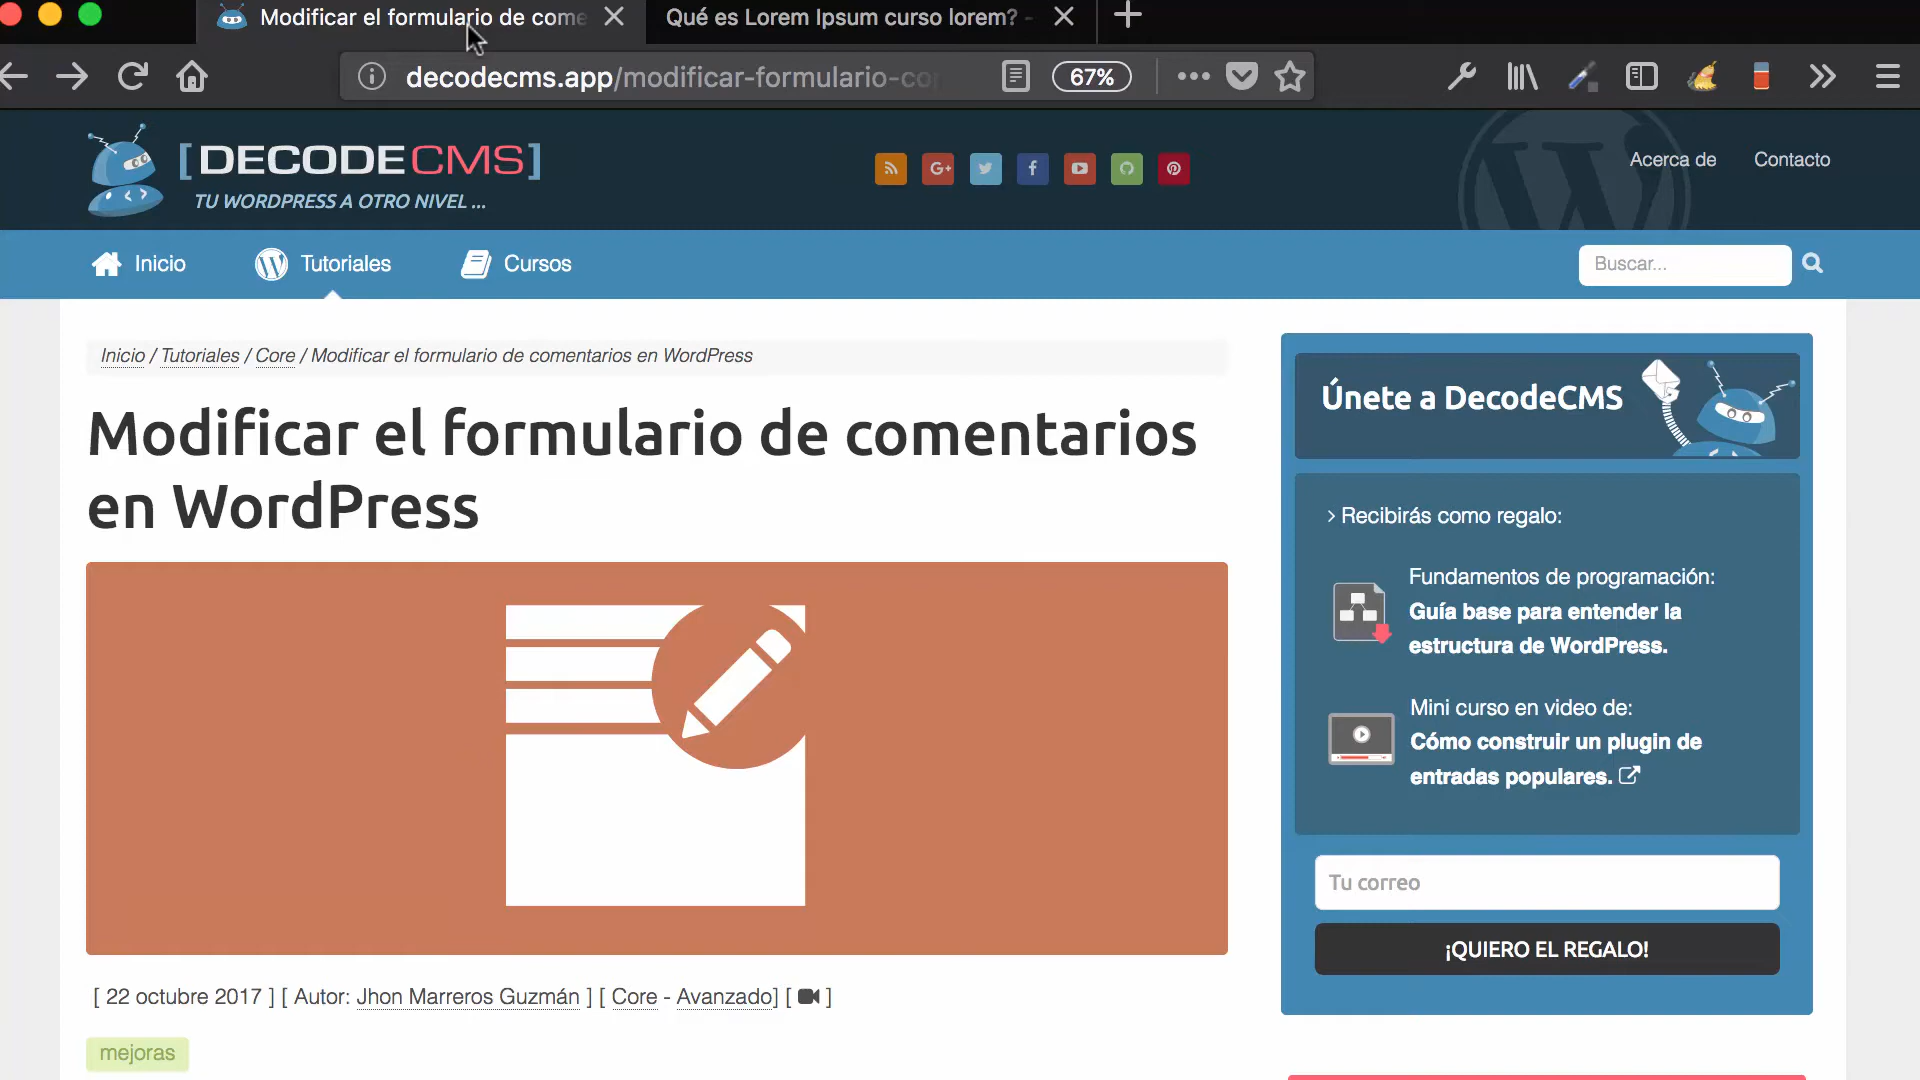 Modificar el formulario de come
Qué es Lorem Ipsum curso lorem? -
decodecms.app/modificar-formulario-co
67%
[DECODECMS]
TU WORDPRESS A OTRO NIVEL ...
G+
Acerca de
Contacto
Inicio
Tutoriales
Cursos
Buscar...
Inicio / Tutoriales / Core / Modificar el formulario de comentarios en WordPress
Modificar el formulario de comentarios
en WordPress
[ 22 octubre 2017 ] [ Autor: Jhon Marreros Guzmán ] [ Core - Avanzado] [ ]
mejoras
Únete a DecodeCMS
> Recibirás como regalo:
Fundamentos de programación:
Guía base para entender la
estructura de WordPress.
Mini curso en video de:
Cómo construir un plugin de
entradas populares.
Tu correo
¡QUIERO EL REGALO!